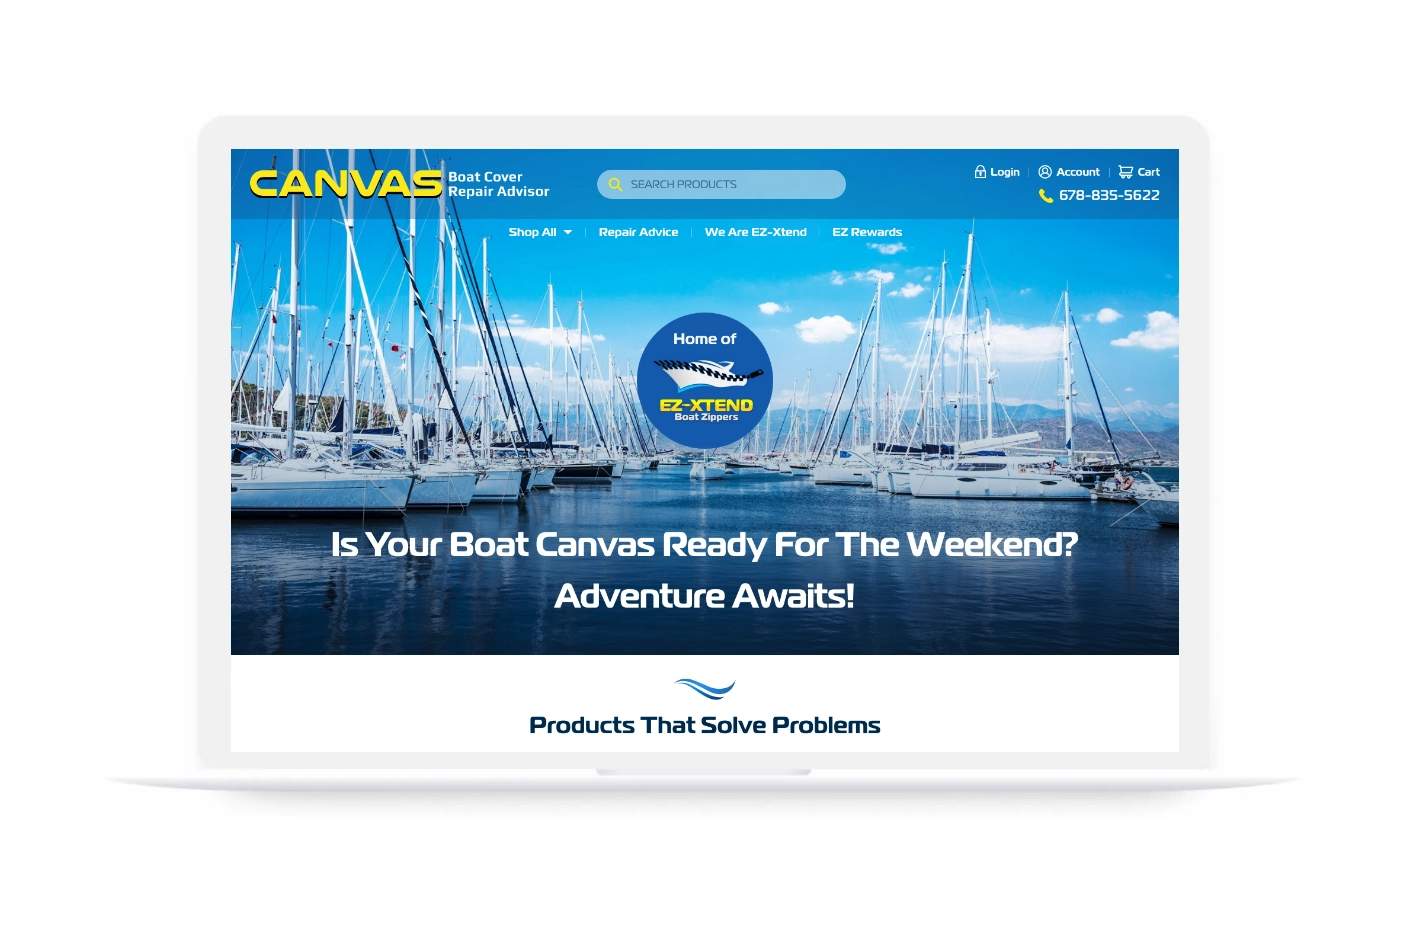 CANVAS
Boat Cover
Repair Advisor
SEARCH PRODUCTS
Login
Account
Cart
678-835-5622
Shop All
Repair Advice
We Are EZ-Xtend
EZ Rewards
Home of
EZ-XTEND
Boat Zippers
Is Your Boat Canvas Ready For The Weekend?
Adventure Awaits!
Products That Solve Problems